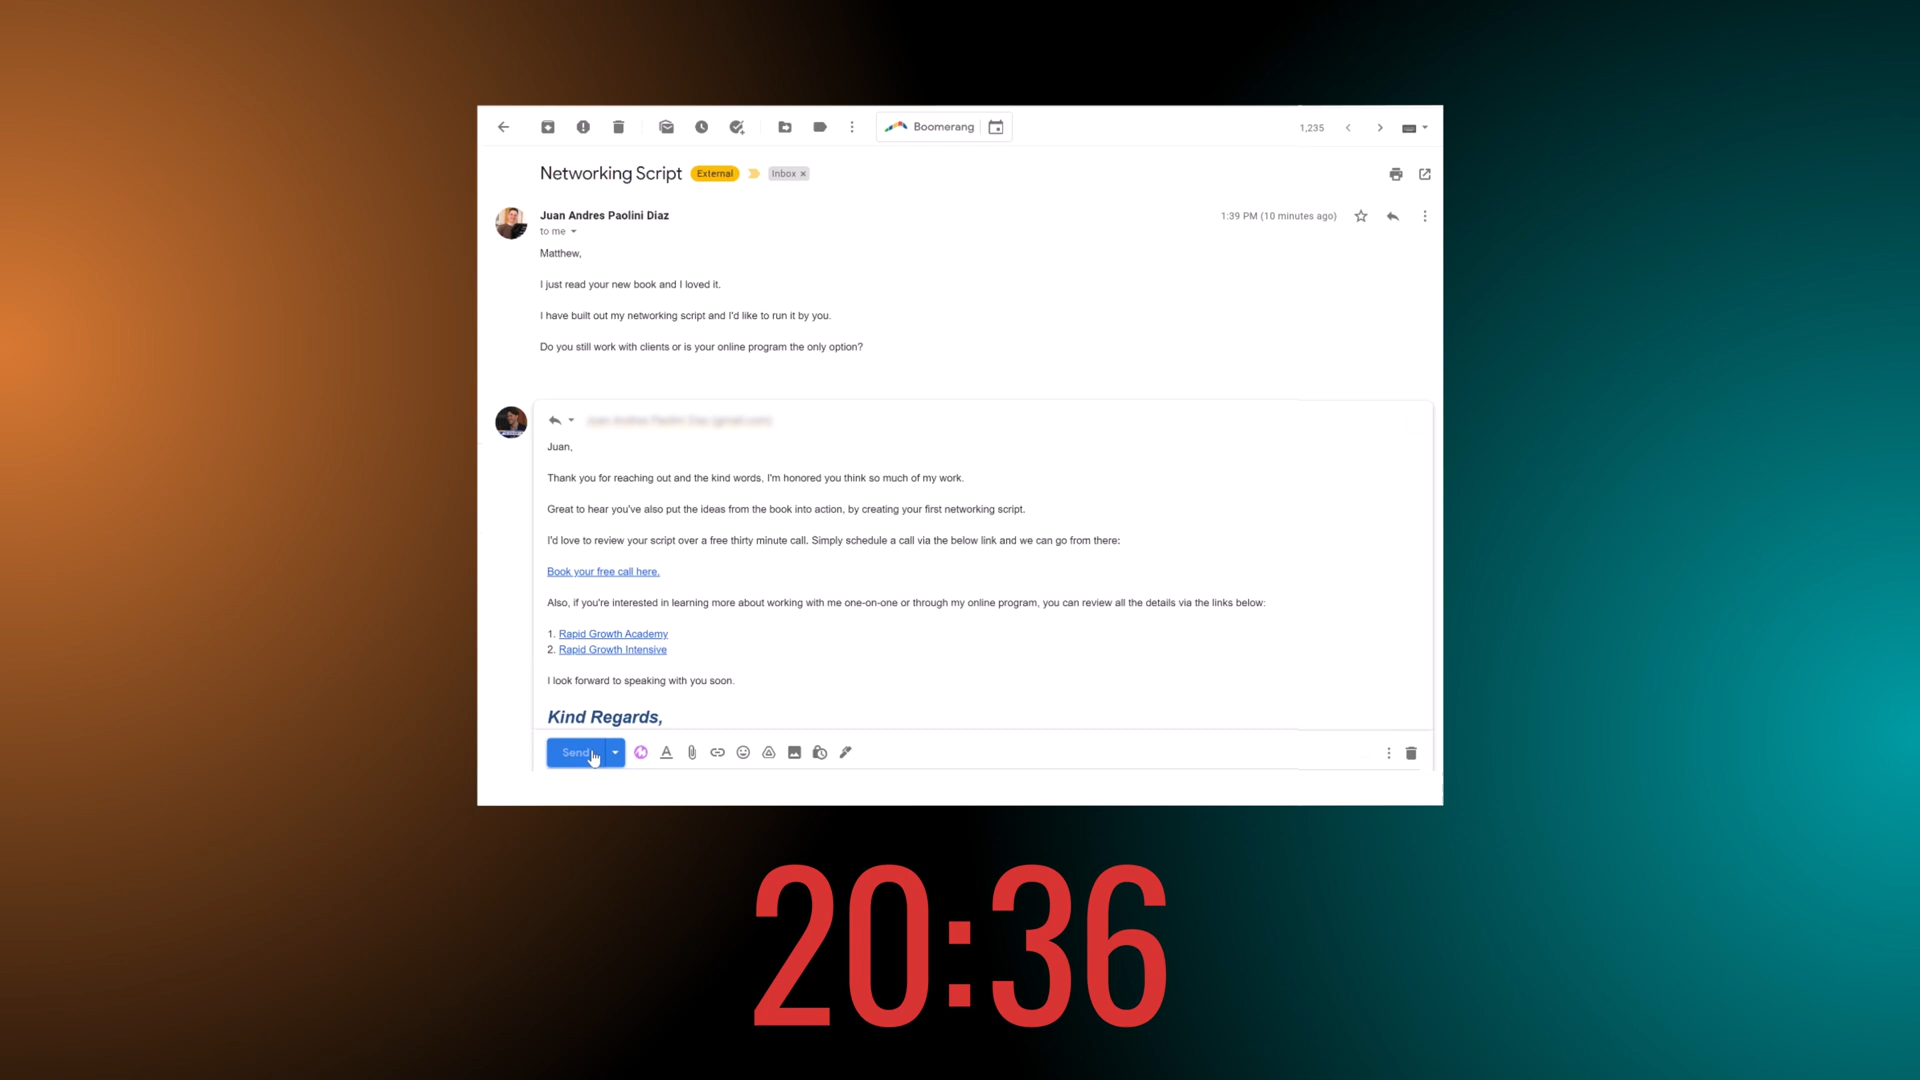 Boomerang
1,235
Networking Script External Inbox x
Juan Andres Paolini Diaz
1:39 PM (10 minutes ago)
to me
Matthew,
I just read your new book and I loved it.
I have built out my networking script and I'd like to run it by you.
Do you still work with clients or is your online program the only option?
Juan,
Thank you for reaching out and the kind words, I'm honored you think so much of my work.
Great to hear you've also put the ideas from the book into action, by creating your first networking script.
I'd love to review your script over a free thirty minute call. Simply schedule a call via the below link and we can go from there:
Book your free call here.
Also, if you're interested in learning more about working with me one-on-one or through my online program, you can review all the details via the links below:
1. Rapid Growth Academy
2. Rapid Growth Intensive
I look forward to speaking with you soon.
Kind Regards,
Send
20:36